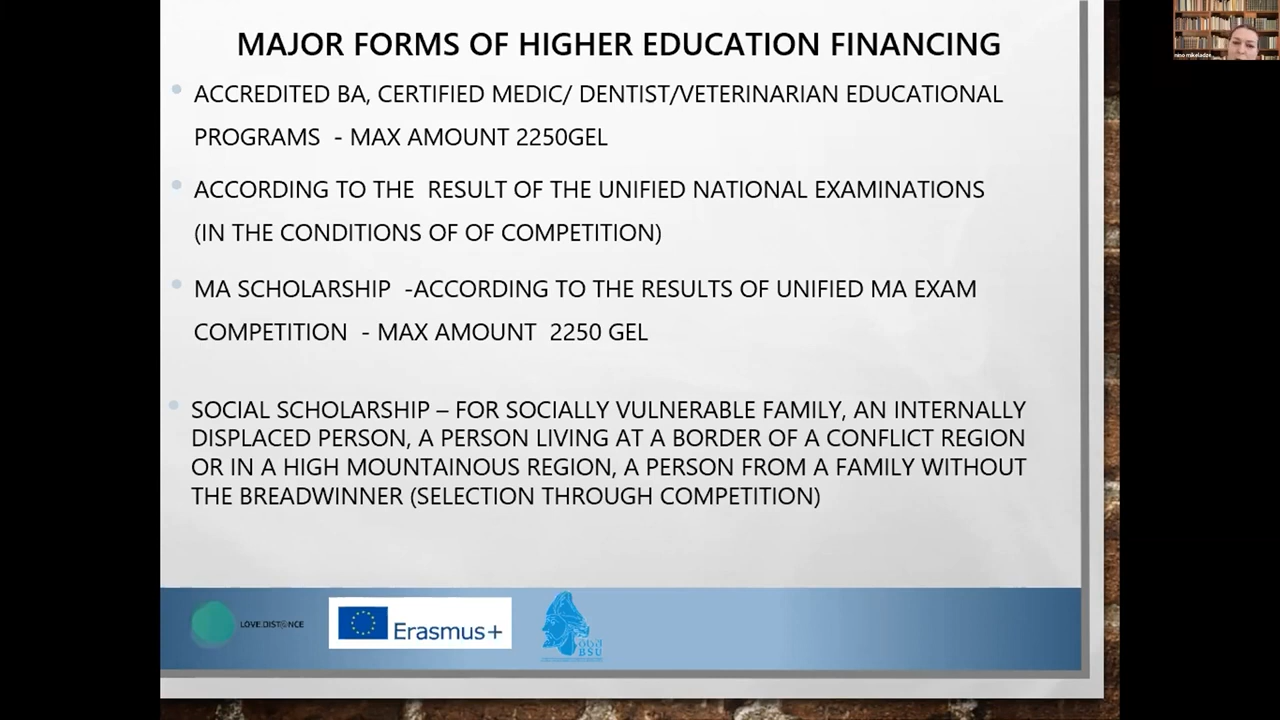 MAJOR FORMS OF HIGHER EDUCATION FINANCING
nino mikeladze
ACCREDITED BA, CERTIFIED MEDIC/ DENTIST/VETERINARIAN EDUCATIONAL
PROGRAMS - MAX AMOUNT 2250GEL
ACCORDING TO THE RESULT OF THE UNIFIED NATIONAL EXAMINATIONS
(IN THE CONDITIONS OF OF COMPETITION)
MA SCHOLARSHIP -ACCORDING TO THE RESULTS OF UNIFIED MA EXAM
COMPETITION - MAX AMOUNT 2250 GEL
SOCIAL SCHOLARSHIP – FOR SOCIALLY VULNERABLE FAMILY, AN INTERNALLY
DISPLACED PERSON, A PERSON LIVING AT A BORDER OF A CONFLICT REGION
OR IN A HIGH MOUNTAINOUS REGION, A PERSON FROM A FAMILY WITHOUT
THE BREADWINNER (SELECTION THROUGH COMPETITION)
LOVE.DIST@NCE
Erasmus+
BSU